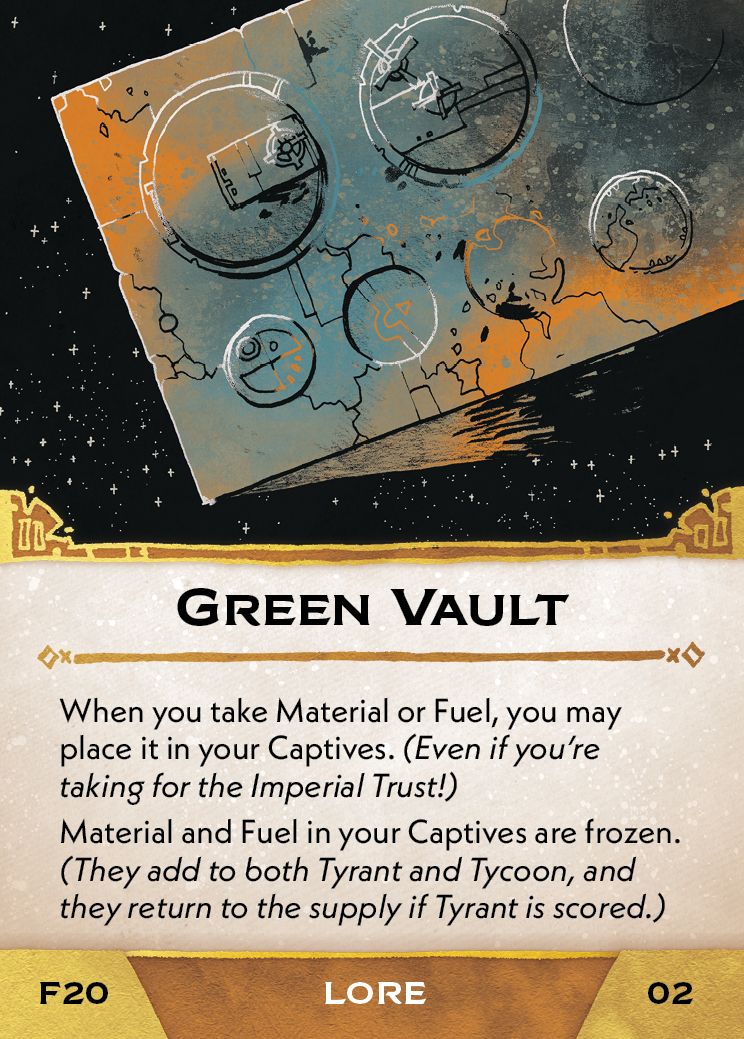 Green Vault
When you take Material or Fuel, you may
place it in your Captives. (Even if you’re
taking for the Imperial Trust!)
Material and Fuel in your Captives are frozen.
(They add to both Tyrant and Tycoon, and
they return to the supply if Tyrant is scored.)
F20 LORE 02